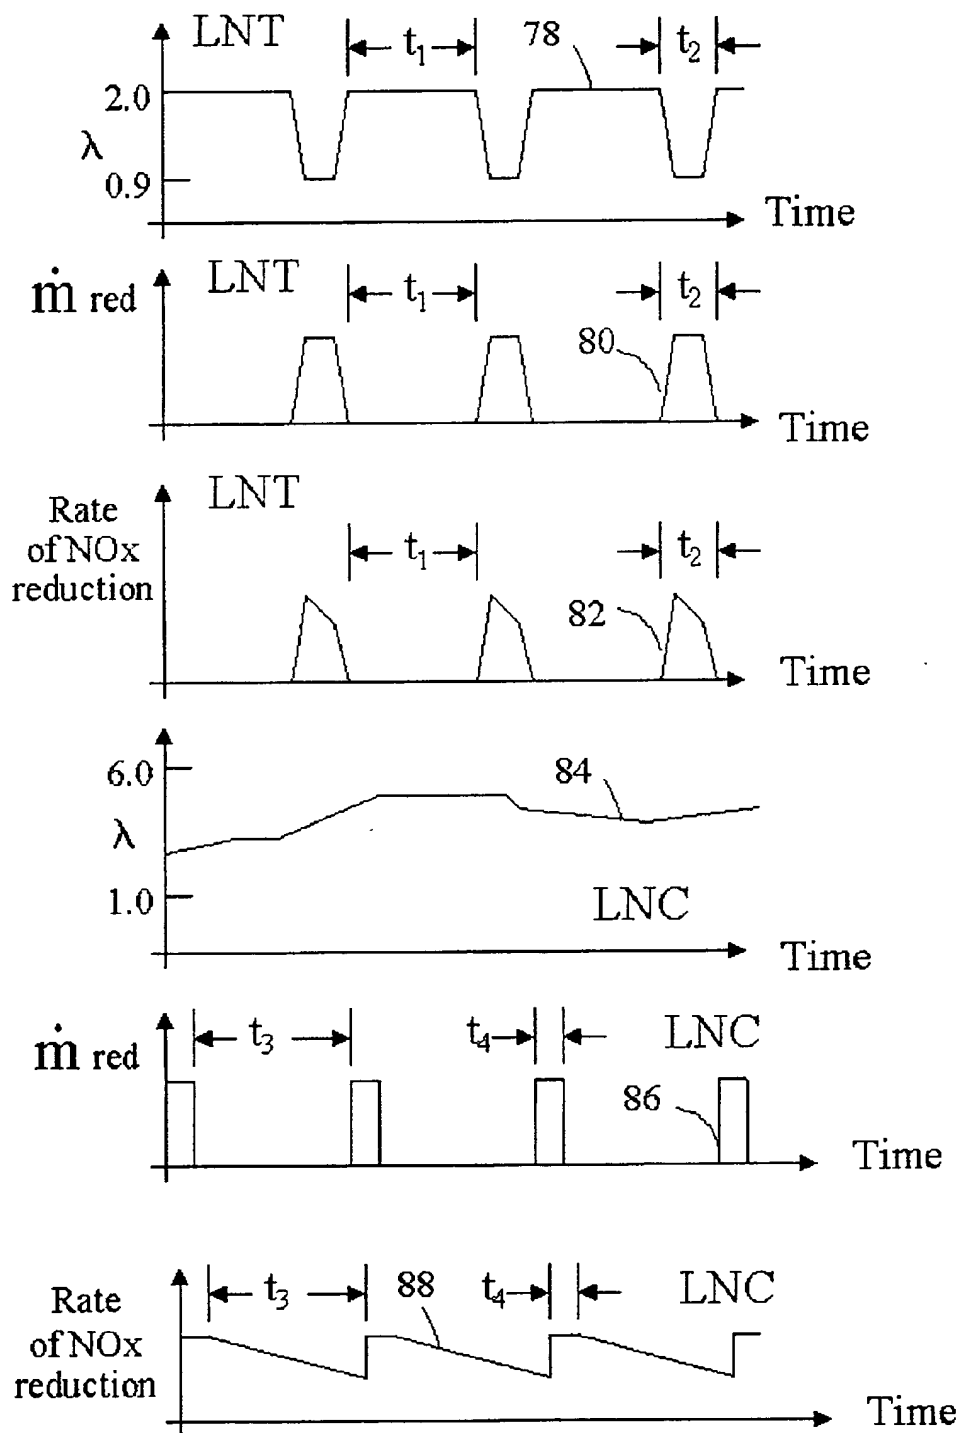 LNT
t1
78
t2
2.0
λ
0.9
Time
ṁ red
LNT
t1
t2
80
Time
Rate
of NOx
reduction
LNT
t1
t2
82
Time
6.0
84
λ
1.0
LNC
Time
ṁ red
t3
t4
LNC
86
Time
Rate
of NOx
reduction
t3
88
t4
LNC
Time